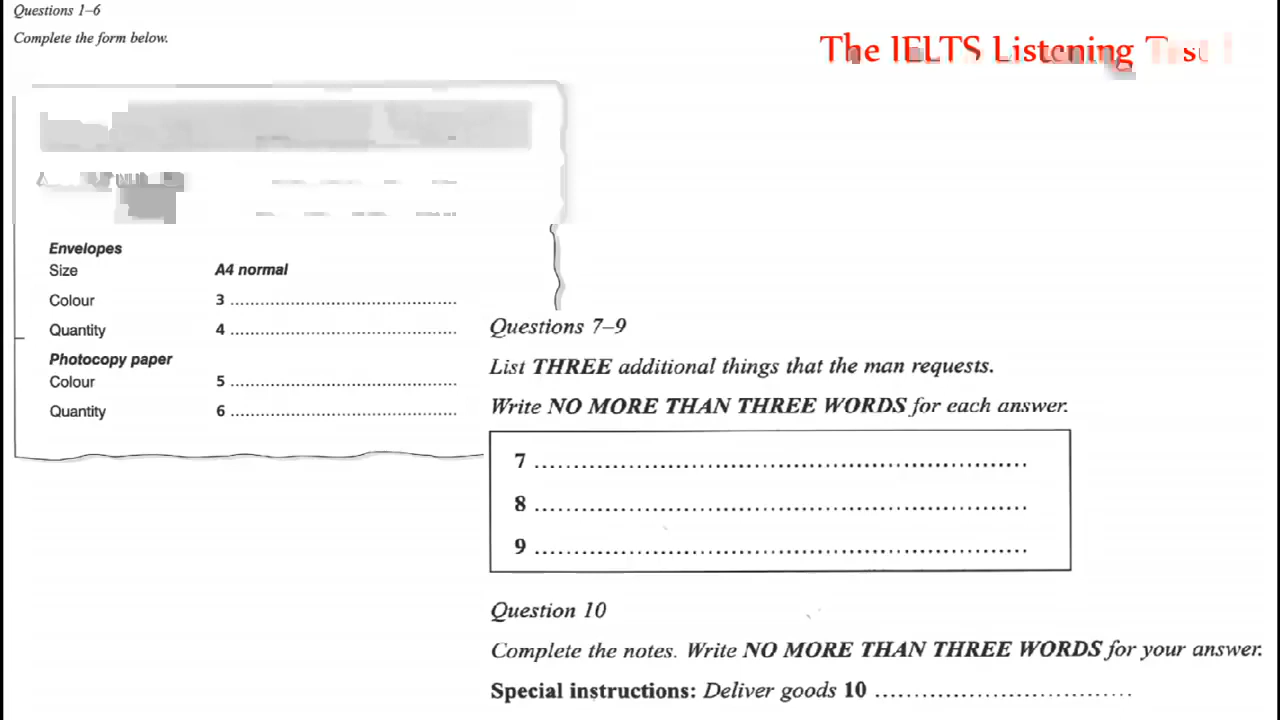 Questions 1–6
Complete the form below.
The IELTS Listening
Envelopes
Size A4 normal
Colour 3 ..........................................
Quantity 4 ..........................................
Photocopy paper
Colour 5 ..........................................
Quantity 6 ..........................................
Questions 7–9
List THREE additional things that the man requests.
Write NO MORE THAN THREE WORDS for each answer.
7 ..........................................
8 ..........................................
9 ..........................................
Question 10
Complete the notes. Write NO MORE THAN THREE WORDS for your answer.
Special instructions: Deliver goods 10 ..........................................